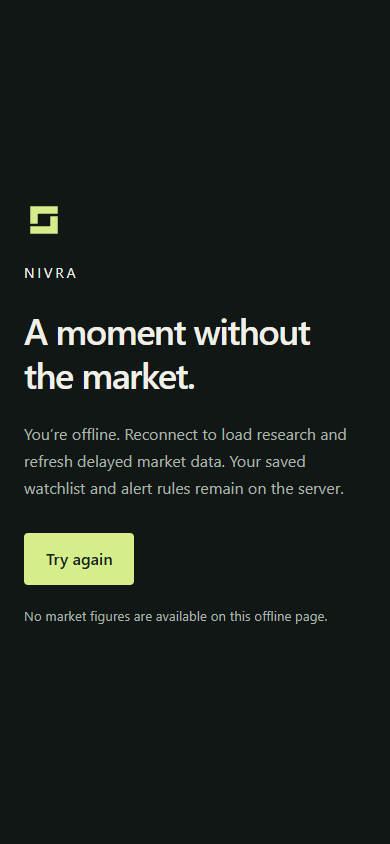 NIVRA
A moment without
the market.
You’re offline. Reconnect to load research and
refresh delayed market data. Your saved
watchlist and alert rules remain on the server.
Try again
No market figures are available on this offline page.